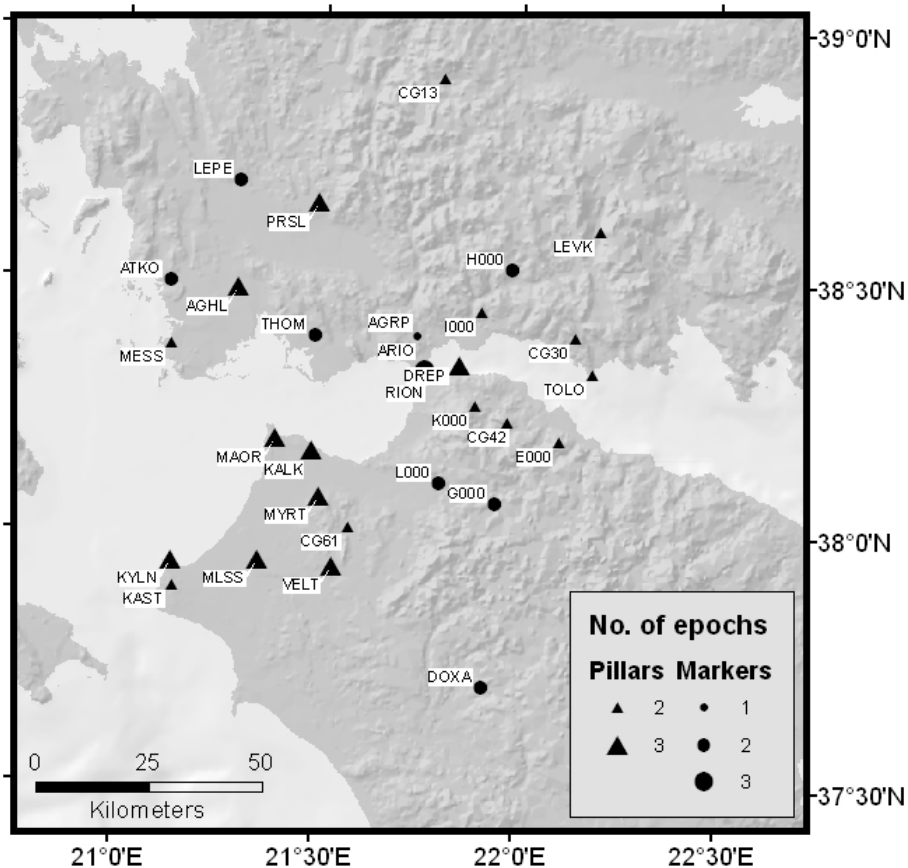 39°0'N
CG13
LEPE
PRSL
LEVK
H000
ATKO
38°30'N
AGHL
THOM
AGRP
I000
ARIO
MESS
CG30
DREP
TOLO
RION
K000
CG42
MAOR
E000
KALK
L000
G000
MYRT
CG61
38°0'N
KYLN
MLSS
VELT
KAST
No. of epochs
Pillars Markers
2 1
3 2
3
DOXA
0 25 50
Kilometers
37°30'N
21°0'E 21°30'E 22°0'E 22°30'E